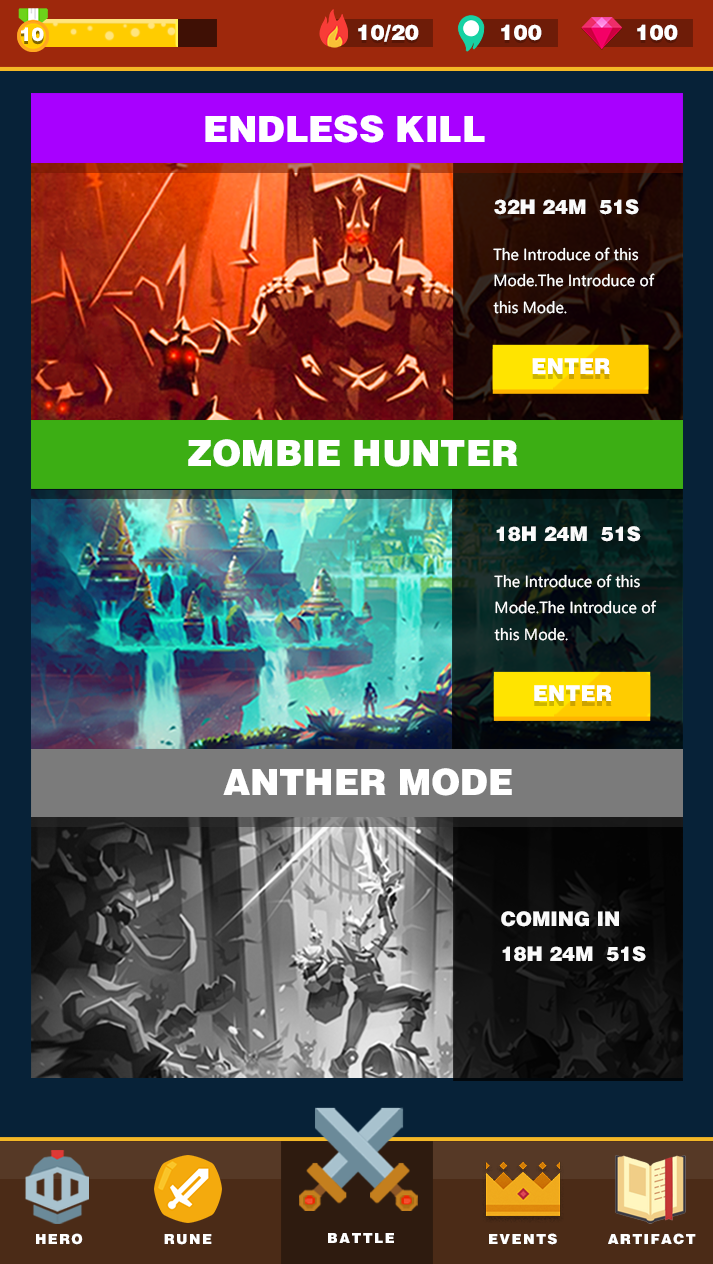 10
10/20
100
100
ENDLESS KILL
32H 24M 51S
The Introduce of this
Mode.The Introduce of
this Mode.
ENTER
ZOMBIE HUNTER
18H 24M 51S
The Introduce of this
Mode.The Introduce of
this Mode.
ENTER
ANTHER MODE
COMING IN
18H 24M 51S
HERO
RUNE
BATTLE
EVENTS
ARTIFACT